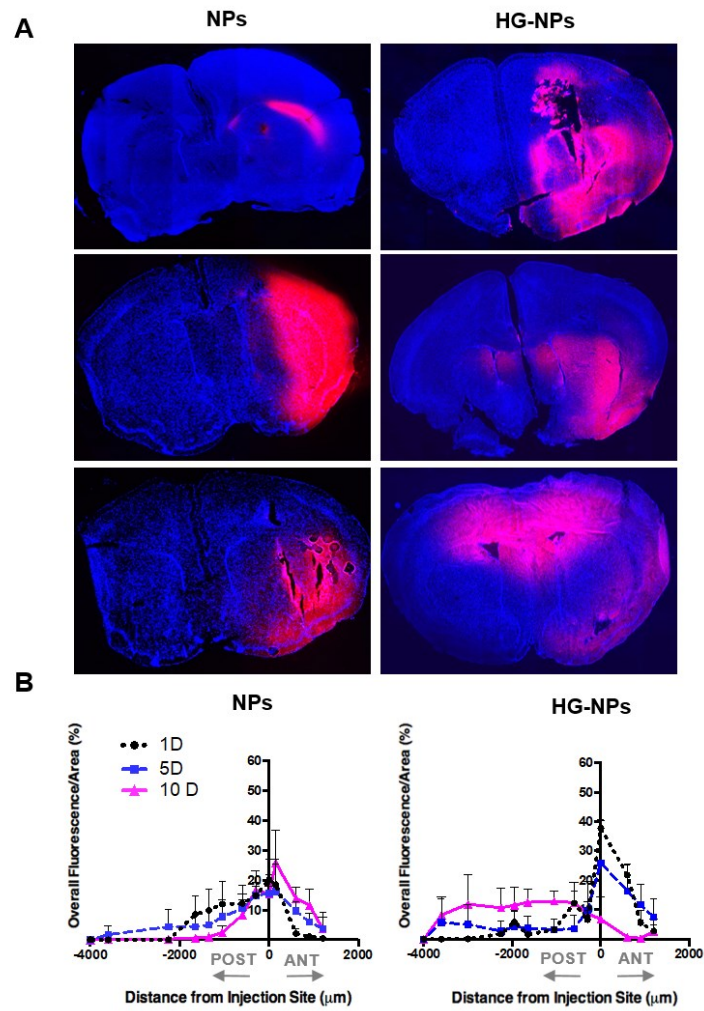 A
NPs
HG-NPs
B
NPs
HG-NPs
Overall Fluorescence/Area (%)
1D
5D
10 D
60
50
40
30
20
10
-4000
-2000
0
2000
POST
ANT
Distance from Injection Site (μm)
Overall Fluorescence/Area (%)
60
50
40
30
20
10
-4000
-2000
0
2000
POST
ANT
Distance from Injection Site (μm)